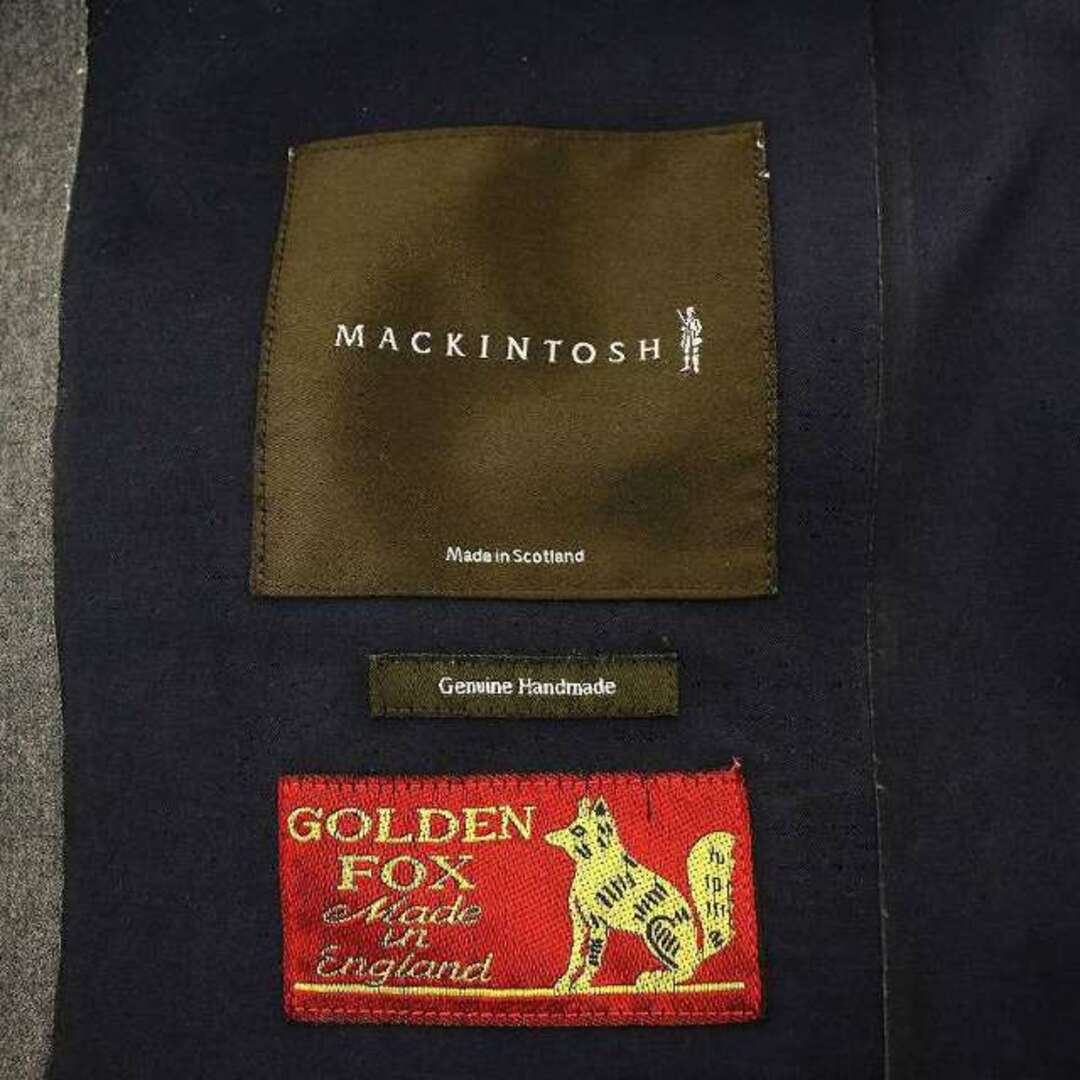 MACKINTOSH
Made in Scotland
Genuine Handmade
GOLDEN
FOX
Made
in
England